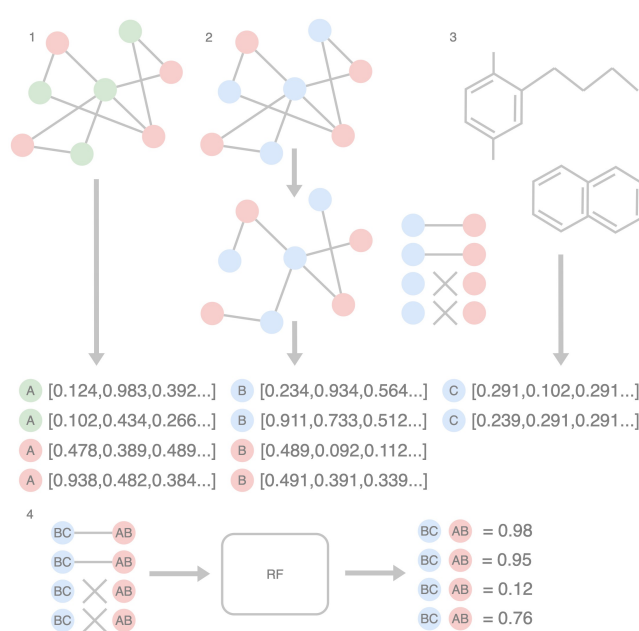 1
2
3
A [0.124,0.983,0.392...]
A [0.102,0.434,0.266...]
A [0.478,0.389,0.489...]
A [0.938,0.482,0.384...]
B [0.234,0.934,0.564...]
B [0.911,0.733,0.512...]
B [0.489,0.092,0.112...]
B [0.491,0.391,0.339...]
C [0.291,0.102,0.291...]
C [0.239,0.291,0.291...]
4
BC AB
BC AB
BC AB
BC AB
RF
BC AB = 0.98
BC AB = 0.95
BC AB = 0.12
BC AB = 0.76